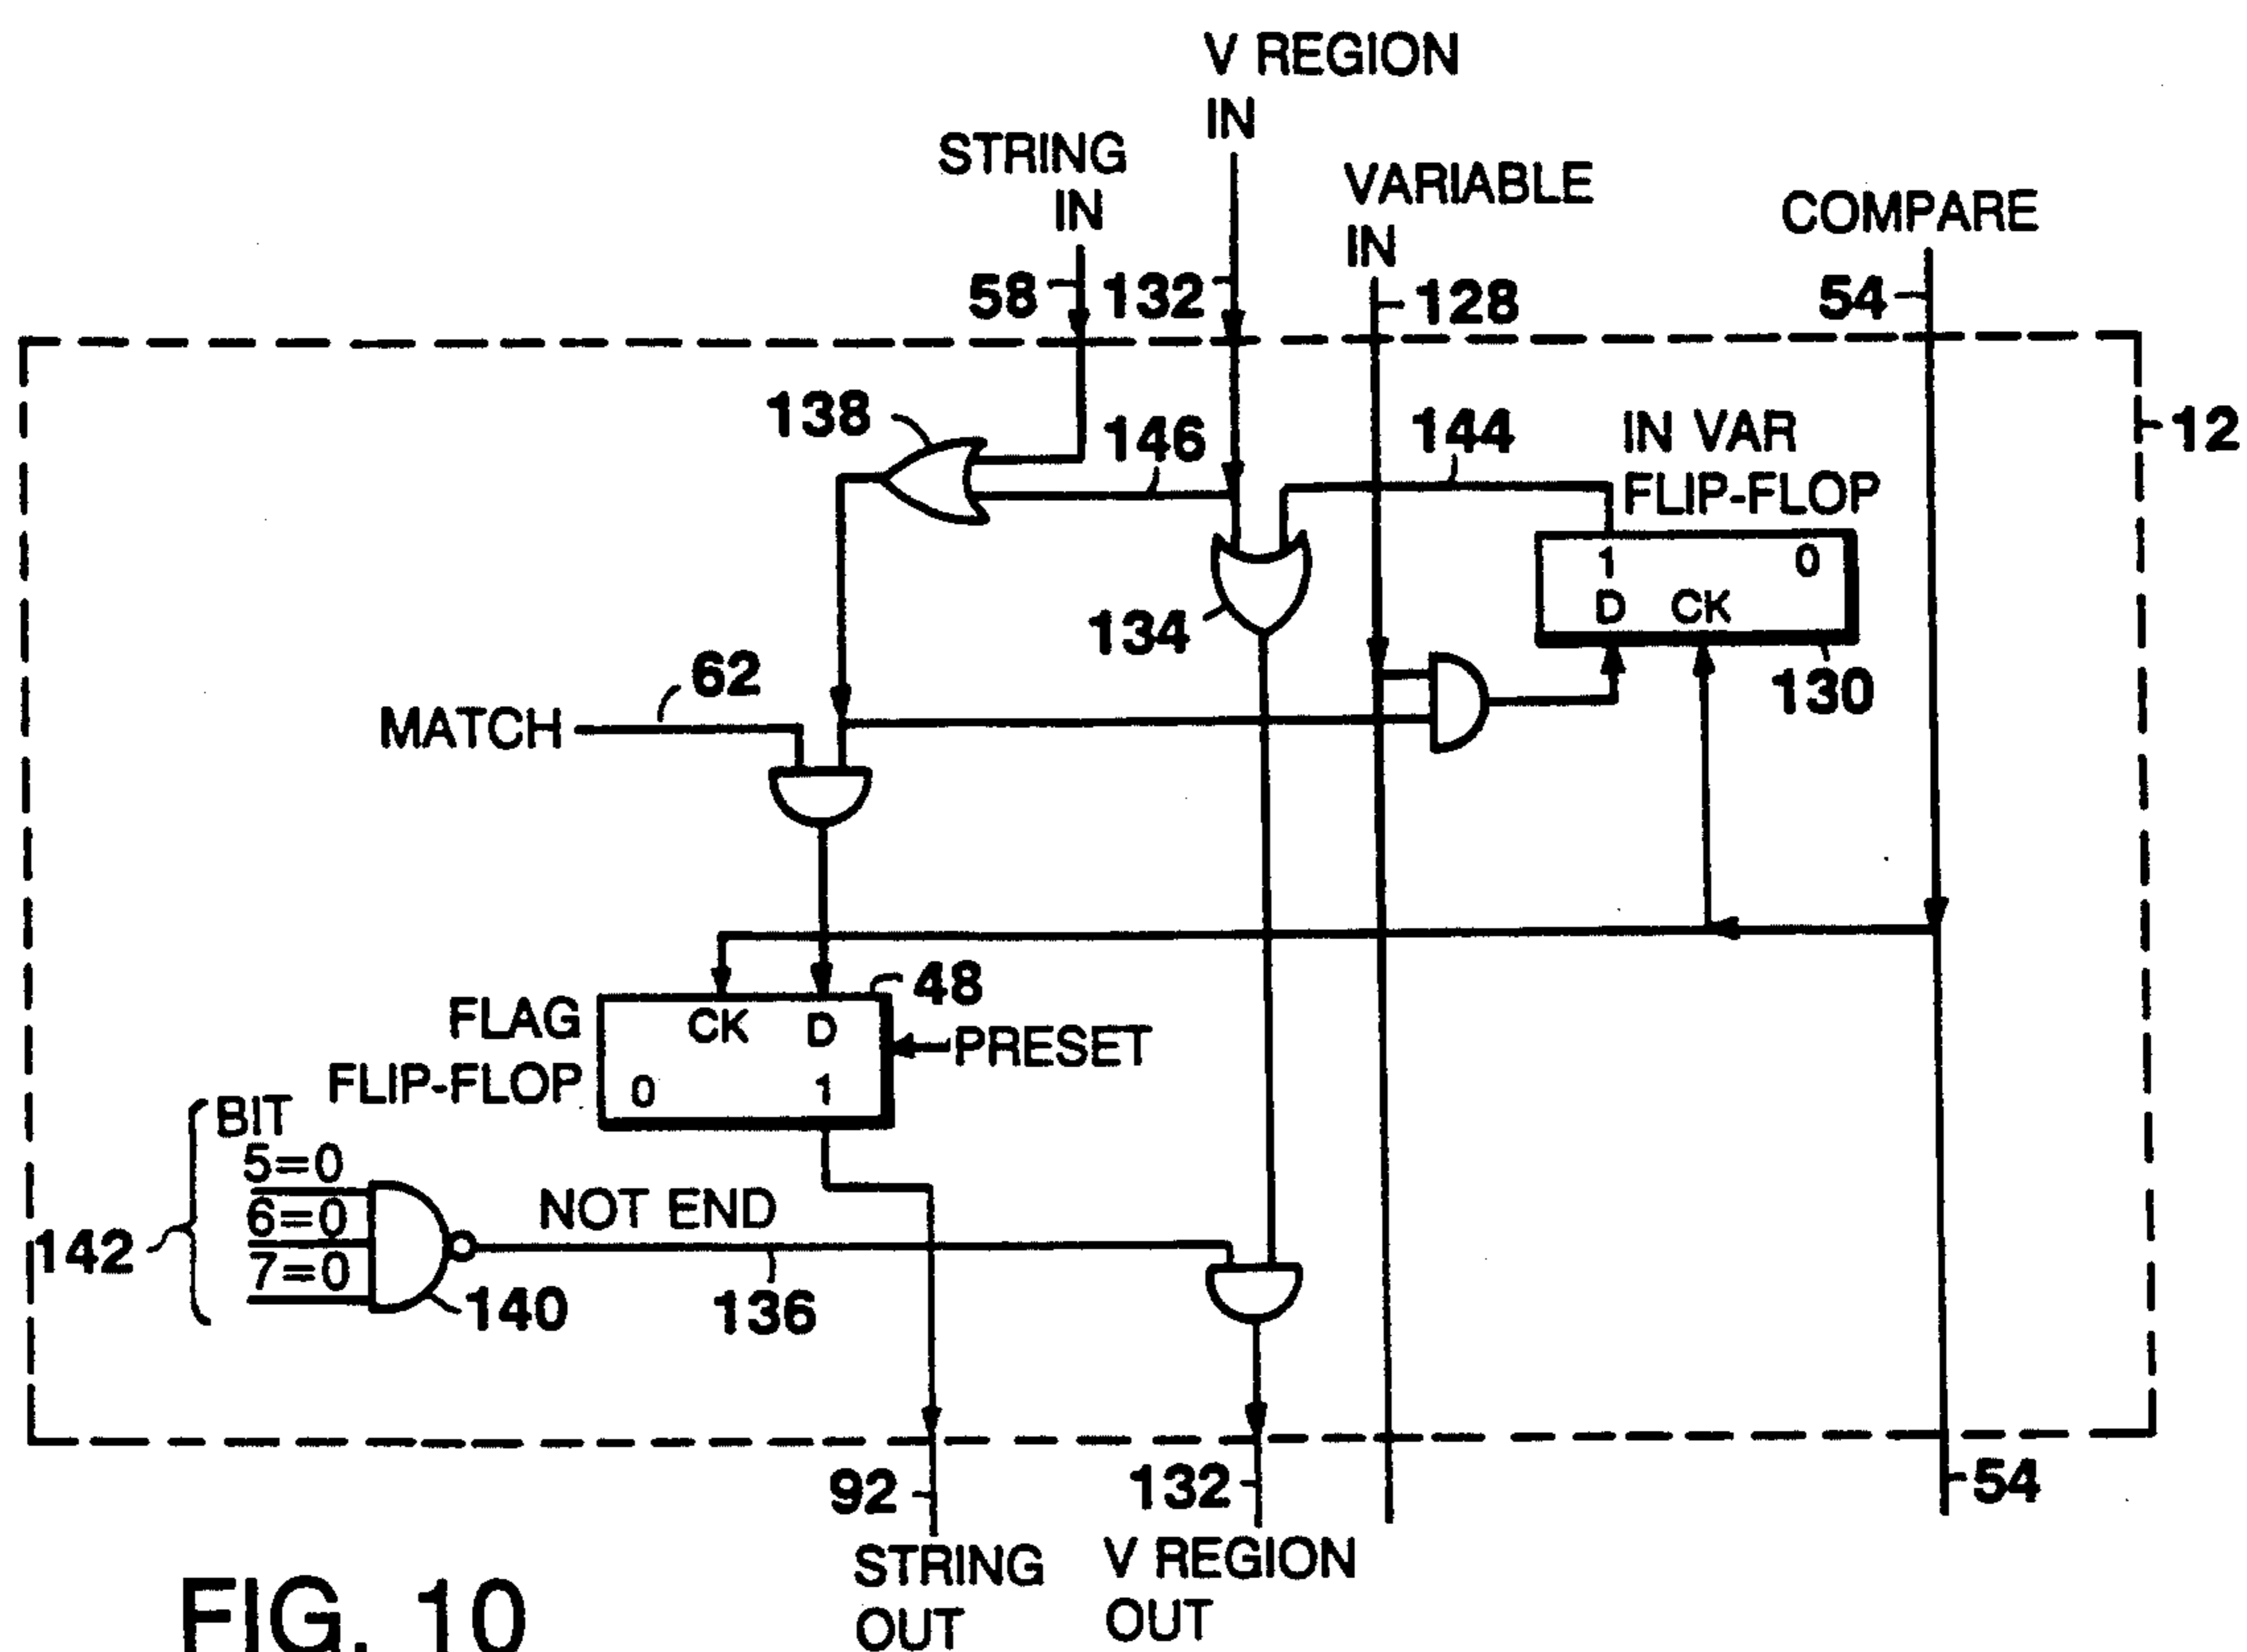 V REGION
IN
STRING
IN
VARIABLE
IN
COMPARE
58
132
128
54
138
146
144
IN VAR
FLIP-FLOP
12
1 0
D CK
134
130
62
MATCH
48
FLAG
FLIP-FLOP
CK D
0 1
PRESET
BIT
5=0
6=0
7=0
142
140
NOT END
136
92
132
54
STRING
OUT
V REGION
OUT
FIG. 10